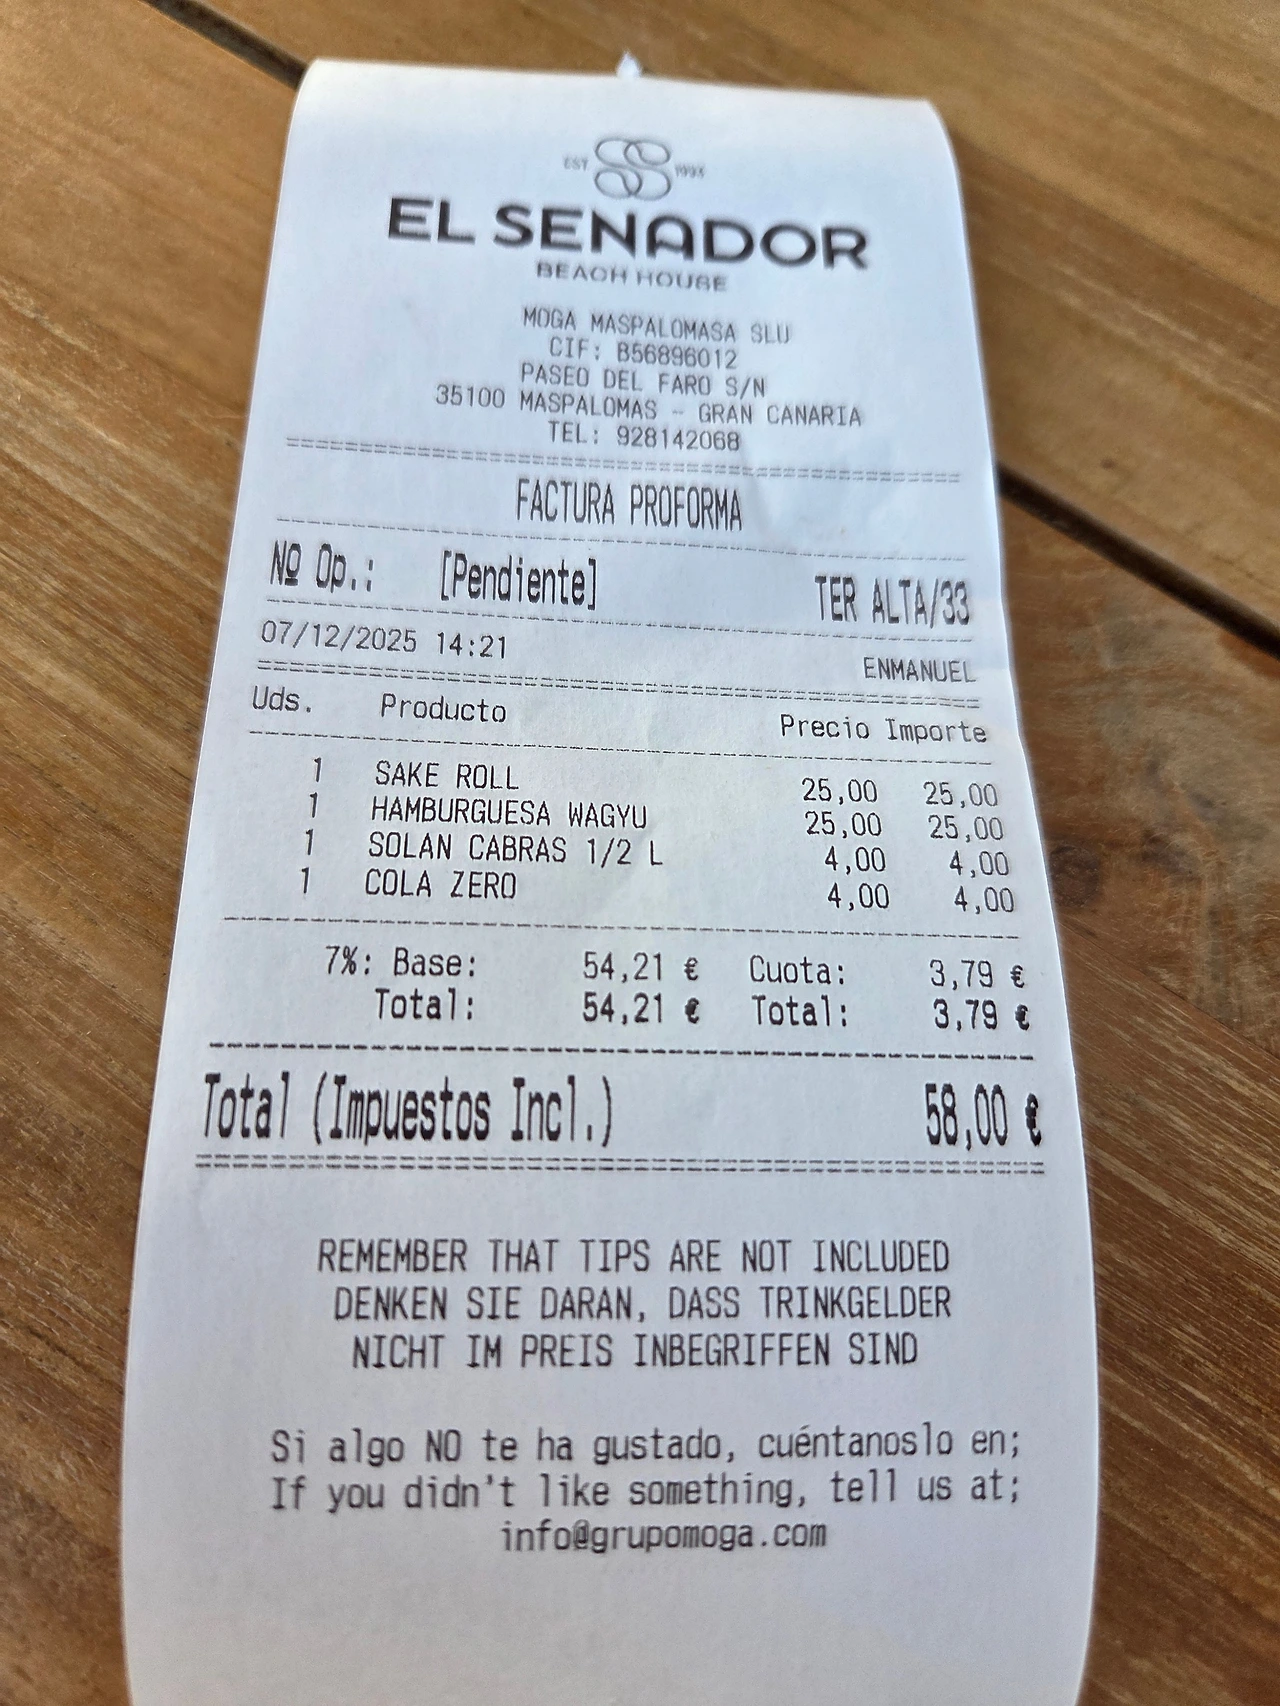 EST 1993
EL SENADOR
BEACH HOUSE
MOGA MASPALOMASA SLU
CIF: B56896012
PASEO DEL FARO S/N
35100 MASPALOMAS - GRAN CANARIA
TEL: 928142068
FACTURA PROFORMA
Nº Op.: [Pendiente] TER ALTA/33
07/12/2025 14:21 ENMANUEL
Uds. Producto Precio Importe
1 SAKE ROLL 25,00 25,00
1 HAMBURGUESA WAGYU 25,00 25,00
1 SOLAN CABRAS 1/2 L 4,00 4,00
1 COLA ZERO 4,00 4,00
7%: Base: 54,21 € Cuota: 3,79 €
Total: 54,21 € Total: 3,79 €
Total (Impuestos Incl.) 58,00 €
REMEMBER THAT TIPS ARE NOT INCLUDED
DENKEN SIE DARAN, DASS TRINKGELDER
NICHT IM PREIS INBEGRIFFEN SIND
Si algo NO te ha gustado, cuéntanoslo en;
If you didn't like something, tell us at;
info@grupomoga.com